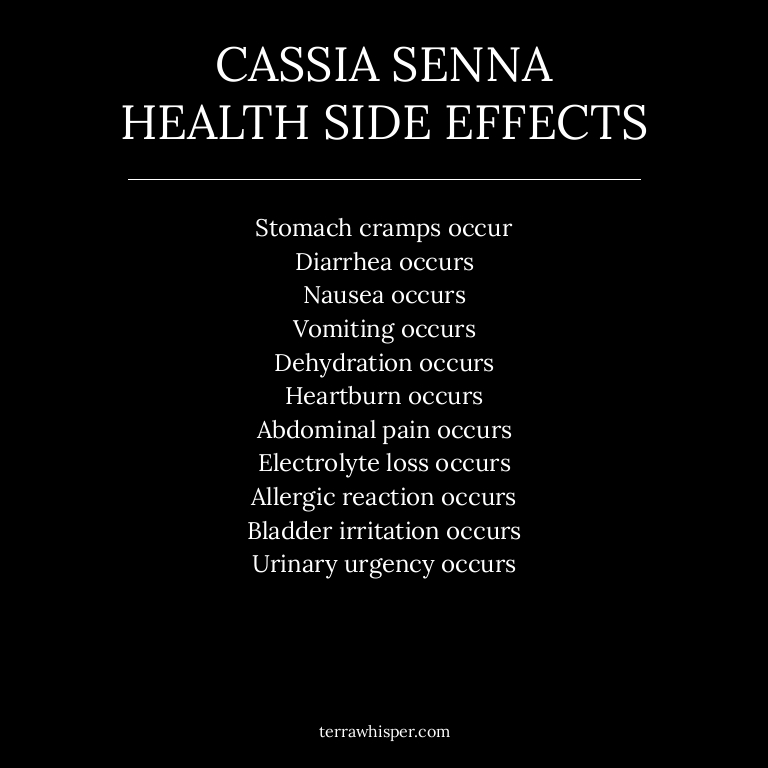 CASSIA SENNA
HEALTH SIDE EFFECTS
Stomach cramps occur
Diarrhea occurs
Nausea occurs
Vomiting occurs
Dehydration occurs
Heartburn occurs
Abdominal pain occurs
Electrolyte loss occurs
Allergic reaction occurs
Bladder irritation occurs
Urinary urgency occurs
terrawhisper.com